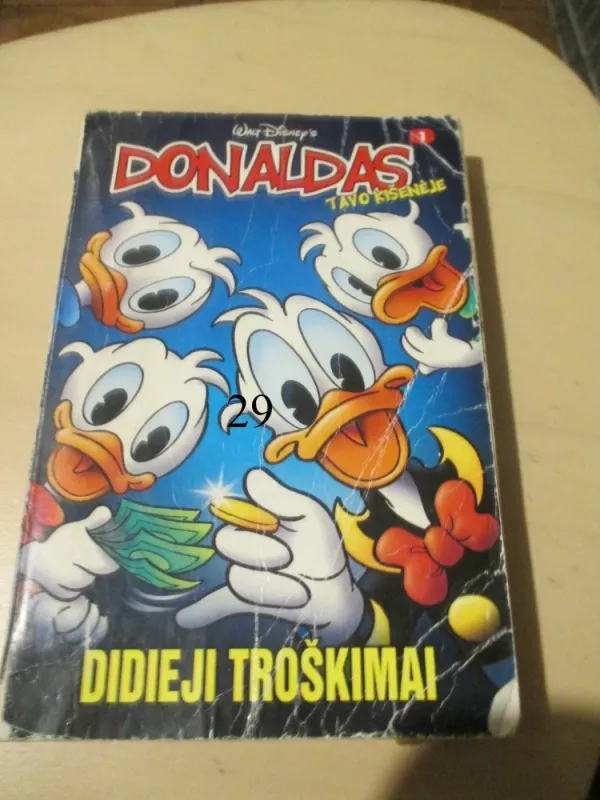 Walt Disney's
DONALDAS
1
TAVO KIŠENĖJE
29
DIDIEJI TROŠKIMAI